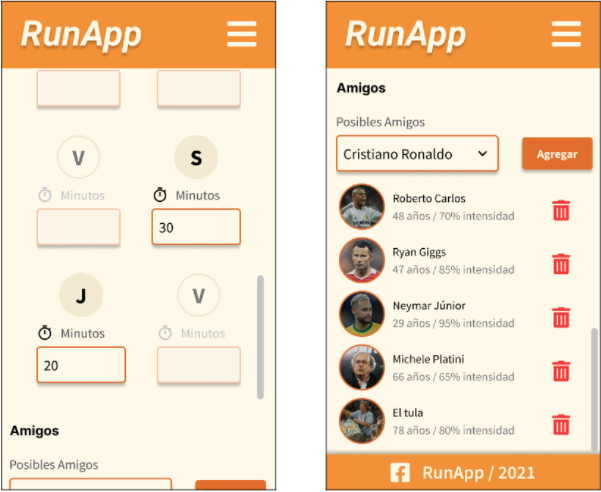 RunApp
V
S
Minutos
Minutos
30
J
V
Minutos
Minutos
20
Amigos
Posibles Amigos
RunApp
Amigos
Posibles Amigos
Cristiano Ronaldo
Agregar
Roberto Carlos
48 años / 70% intensidad
Ryan Giggs
47 años / 85% intensidad
Neymar Júnior
29 años / 95% intensidad
Michele Platini
66 años / 65% intensidad
El tula
78 años / 80% intensidad
RunApp / 2021